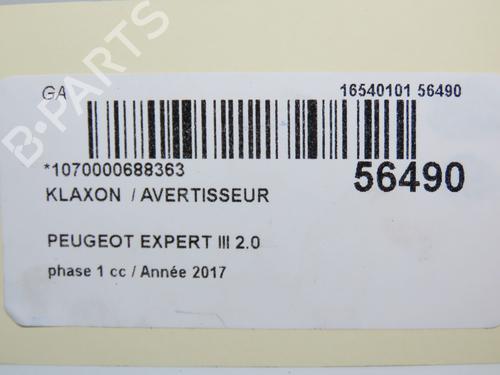 GA 16540101 56490
*1070000688363 56490
KLAXON / AVERTISSEUR
PEUGEOT EXPERT III 2.0
phase 1 cc / Année 2017
B-PARTS